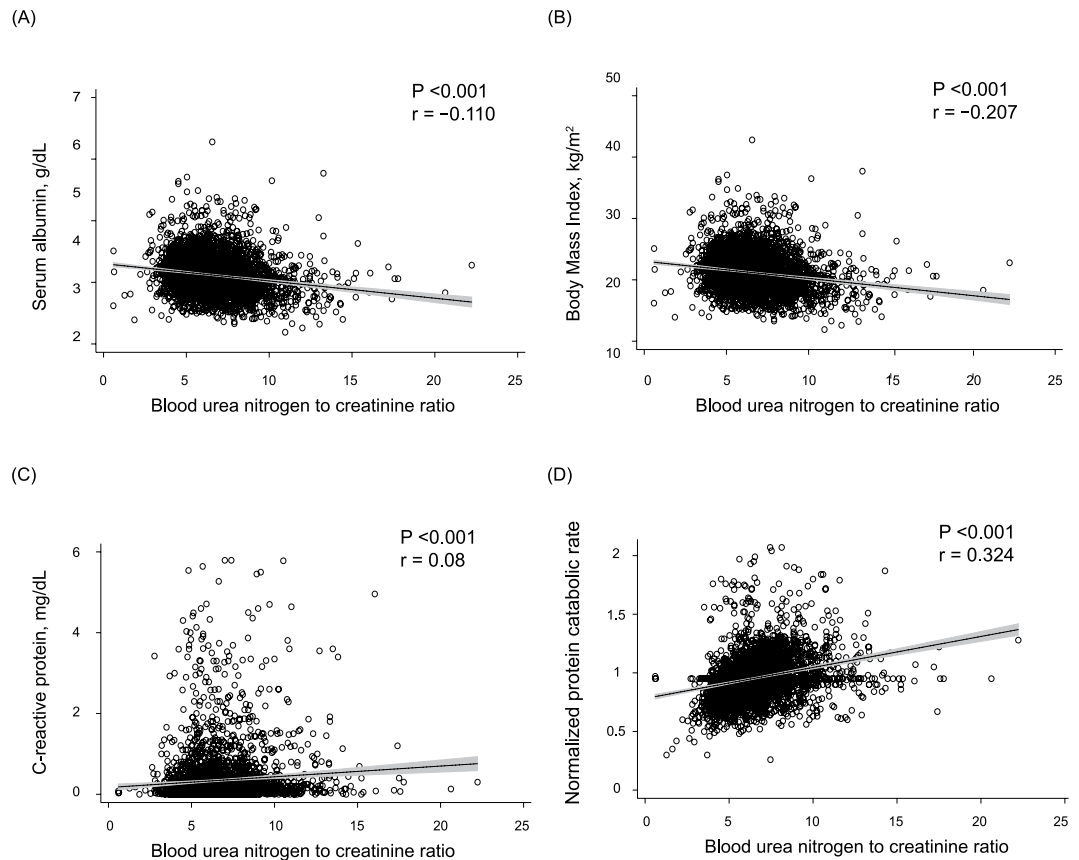 (A)
P <0.001
r = −0.110
Serum albumin, g/dL
7
6
5
4
3
2
0 5 10 15 20 25
Blood urea nitrogen to creatinine ratio
(B)
P <0.001
r = −0.207
Body Mass Index, kg/m²
50
40
30
20
10
0 5 10 15 20 25
Blood urea nitrogen to creatinine ratio
(C)
P <0.001
r = 0.08
C-reactive protein, mg/dL
6
4
2
0
0 5 10 15 20 25
Blood urea nitrogen to creatinine ratio
(D)
P <0.001
r = 0.324
Normalized protein catabolic rate
2
1.5
1
0.5
0
0 5 10 15 20 25
Blood urea nitrogen to creatinine ratio